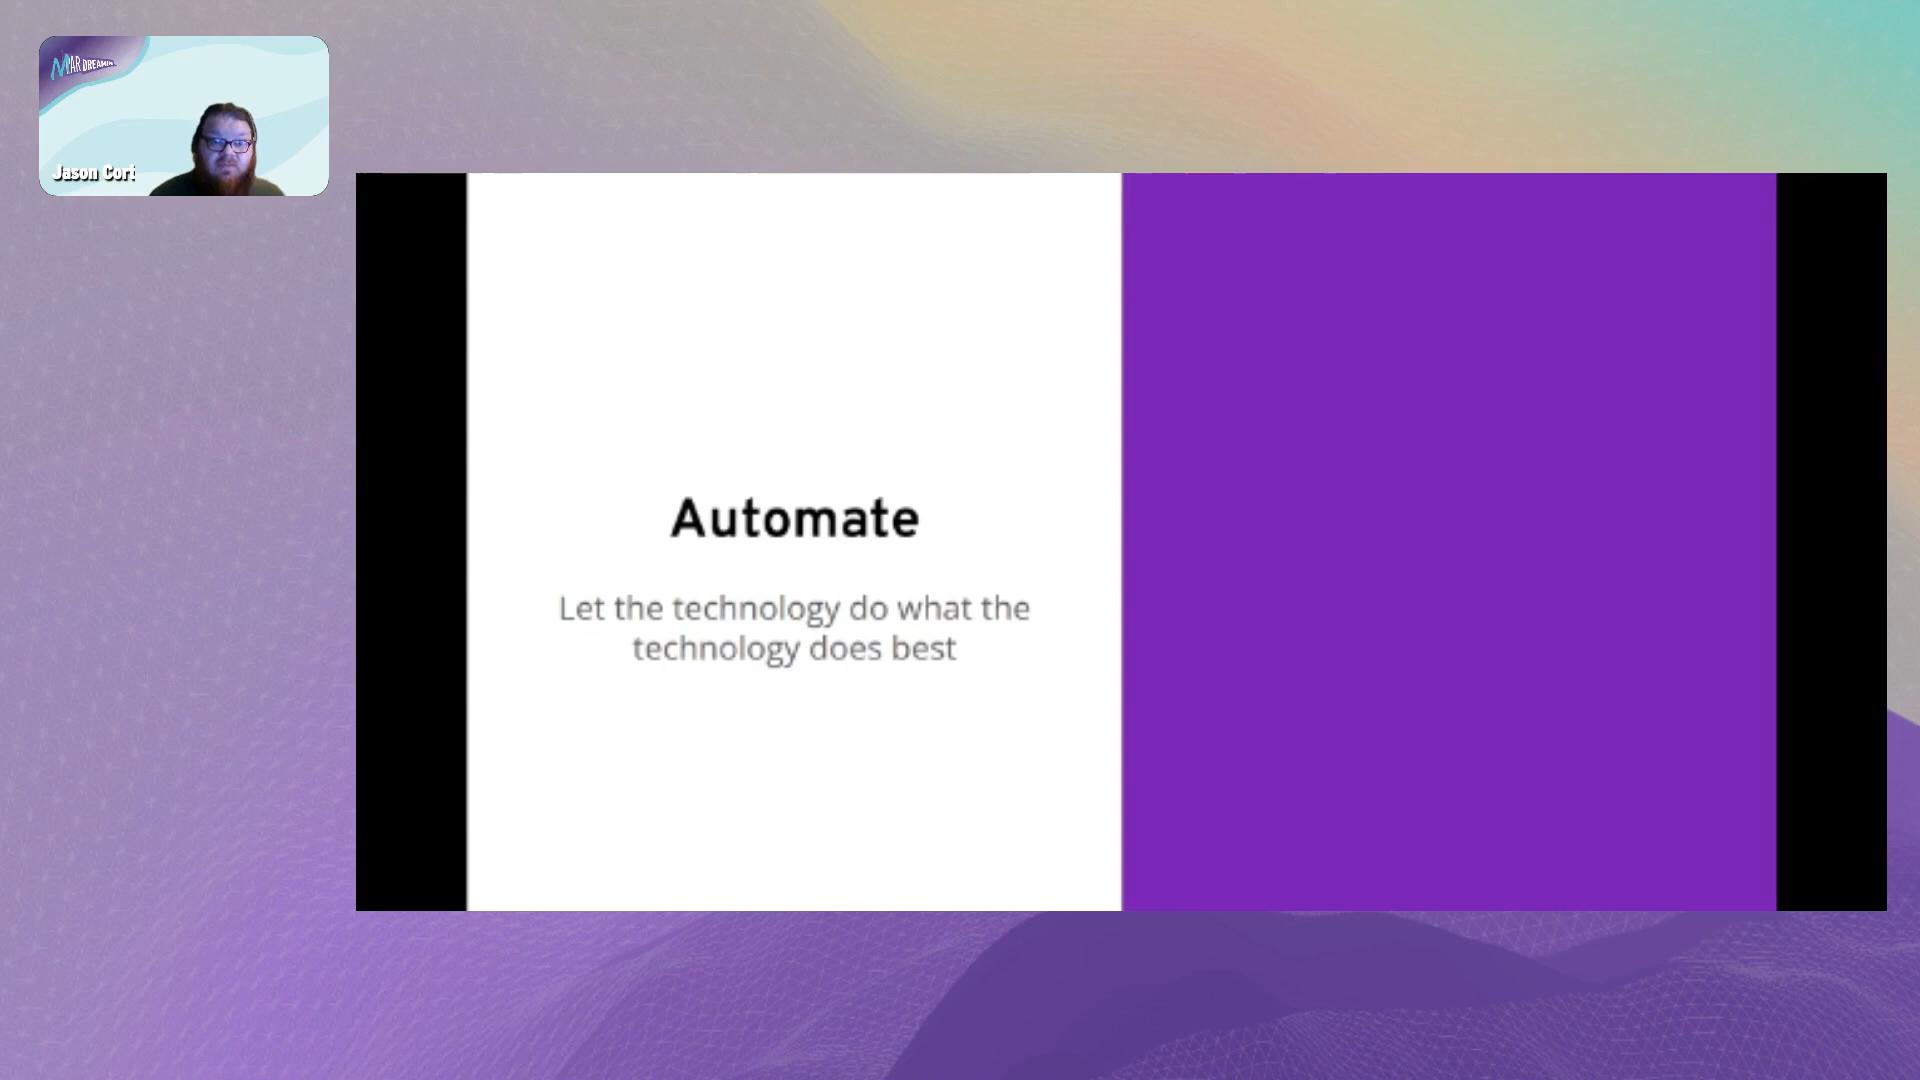 MAR DREAMIN
Jason Cort
Automate
Let the technology do what the
technology does best